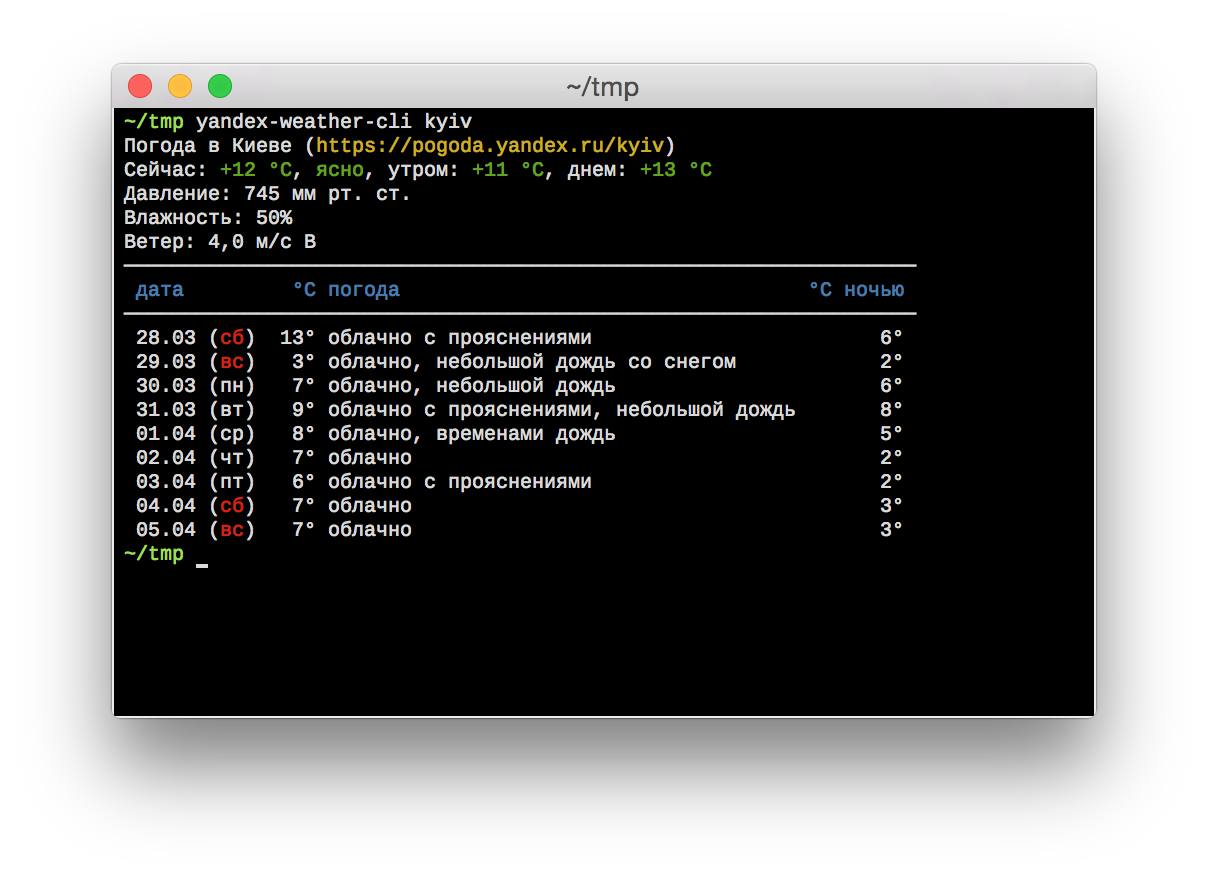 ~/tmp
~/tmp yandex-weather-cli kyiv
Погода в Киеве (https://pogoda.yandex.ru/kyiv)
Сейчас: +12 °C, ясно, утром: +11 °C, днем: +13 °C
Давление: 745 мм рт. ст.
Влажность: 50%
Ветер: 4,0 м/с В
дата °C погода °C ночью
28.03 (сб) 13° облачно с прояснениями 6°
29.03 (вс) 3° облачно, небольшой дождь со снегом 2°
30.03 (пн) 7° облачно, небольшой дождь 6°
31.03 (вт) 9° облачно с прояснениями, небольшой дождь 8°
01.04 (ср) 8° облачно, временами дождь 5°
02.04 (чт) 7° облачно 2°
03.04 (пт) 6° облачно с прояснениями 2°
04.04 (сб) 7° облачно 3°
05.04 (вс) 7° облачно 3°
~/tmp _